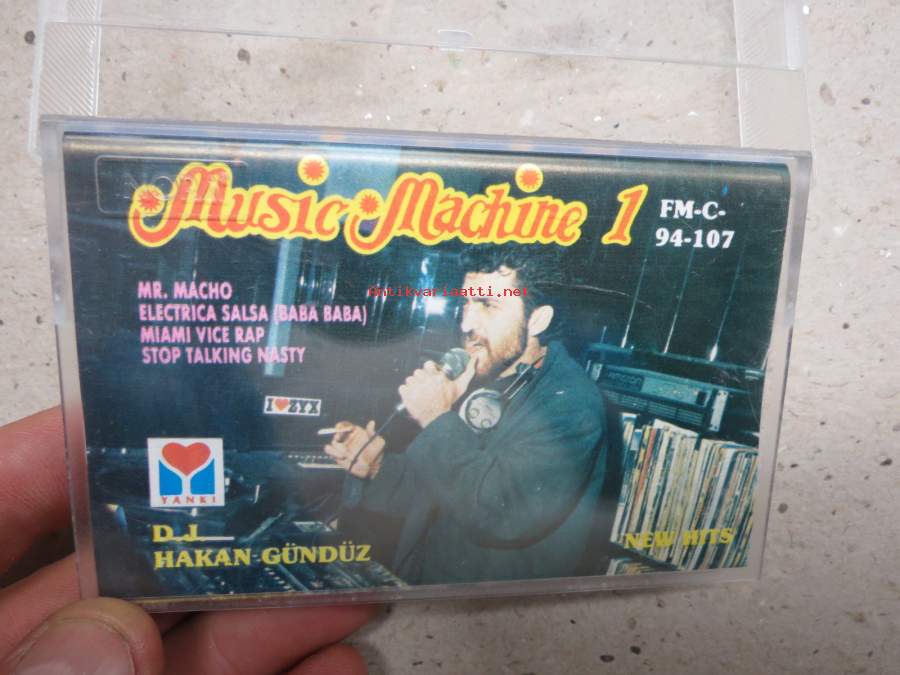 NORM
Music Machine 1
FM-C-
94-107
antikvariaatti.net
MR. MACHO
ELECTRICA SALSA (BABA BABA)
MIAMI VICE RAP
STOP TALKING NASTY
I ❤ ZYX
YANKI
D.J.
HAKAN GÜNDÜZ
NEW HITS